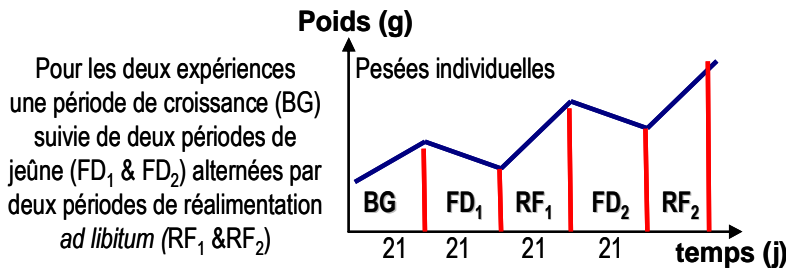 Poids (g)
Pour les deux expériences
une période de croissance (BG)
suivie de deux périodes de
jeûne (FD₁ & FD₂) alternées par
deux périodes de réalimentation
ad libitum (RF₁ &RF₂)
Pesées individuelles
BG FD₁ RF₁ FD₂ RF₂
21 21 21 21
temps (j)